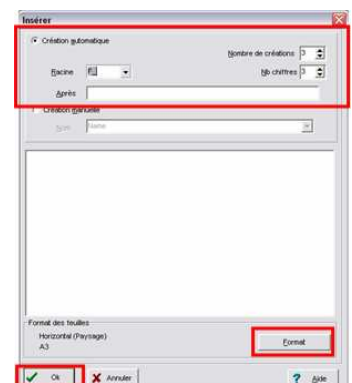 Insérer
Création automatique
Nombre de créations 3
Racine
Nb chiffres 3
Après
Création manuelle
Nom Name
Format des feuilles
Horizontal (Paysage)
A3
Format
Ok
Annuler
Aide